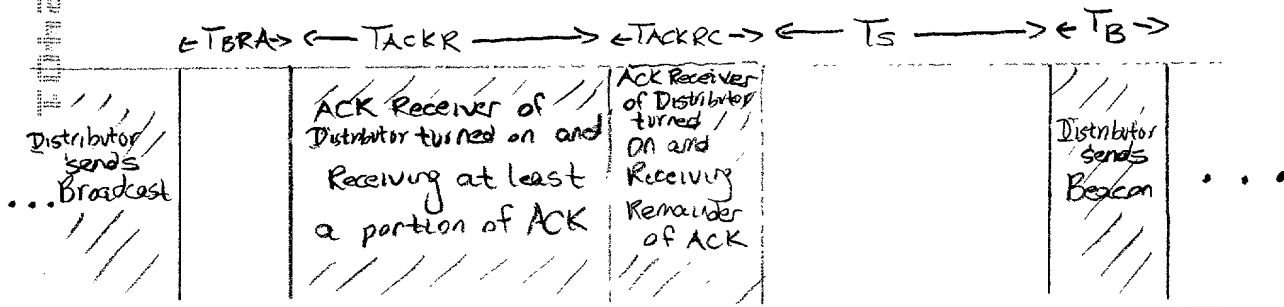 ←TBRA→ ←TACKR→ ←TACKRC→ ←TS→ ←TB→
Distributor
sends
...Broadcast
ACK Receiver of
Distributor turned on and
Receiving at least
a portion of ACK
ACK Receiver
of Distributor
turned
on and
Receiving
Remainder
of ACK
Distributor
sends
Beacon
...